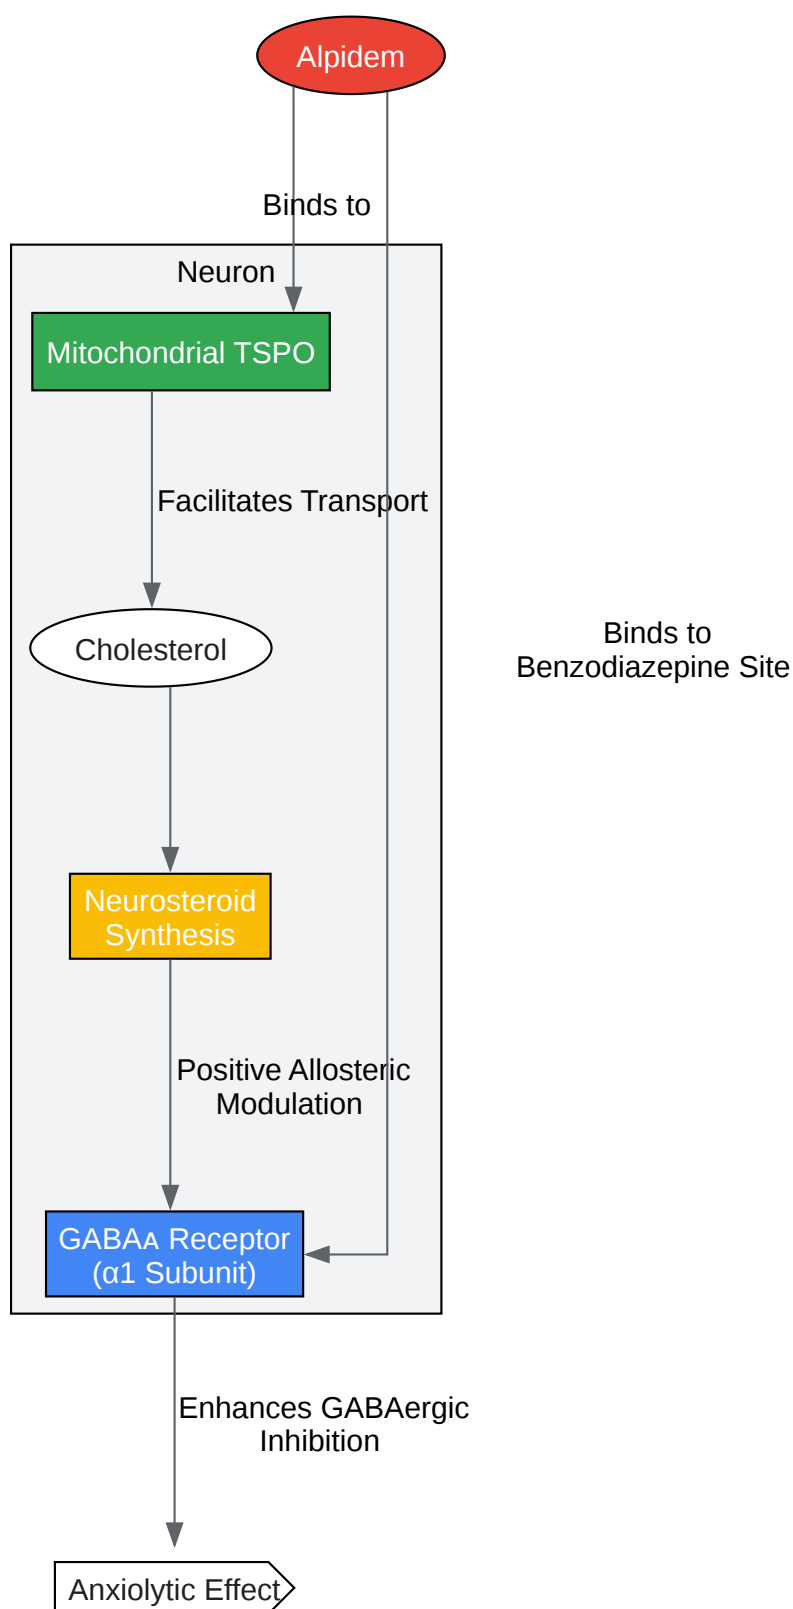 Alpidem
Binds to
Neuron
Mitochondrial TSPO
Facilitates Transport
Binds to
Benzodiazepine Site
Cholesterol
Neurosteroid
Synthesis
Positive Allosteric
Modulation
GABAᴀ Receptor
(α1 Subunit)
Enhances GABAergic
Inhibition
Anxiolytic Effect